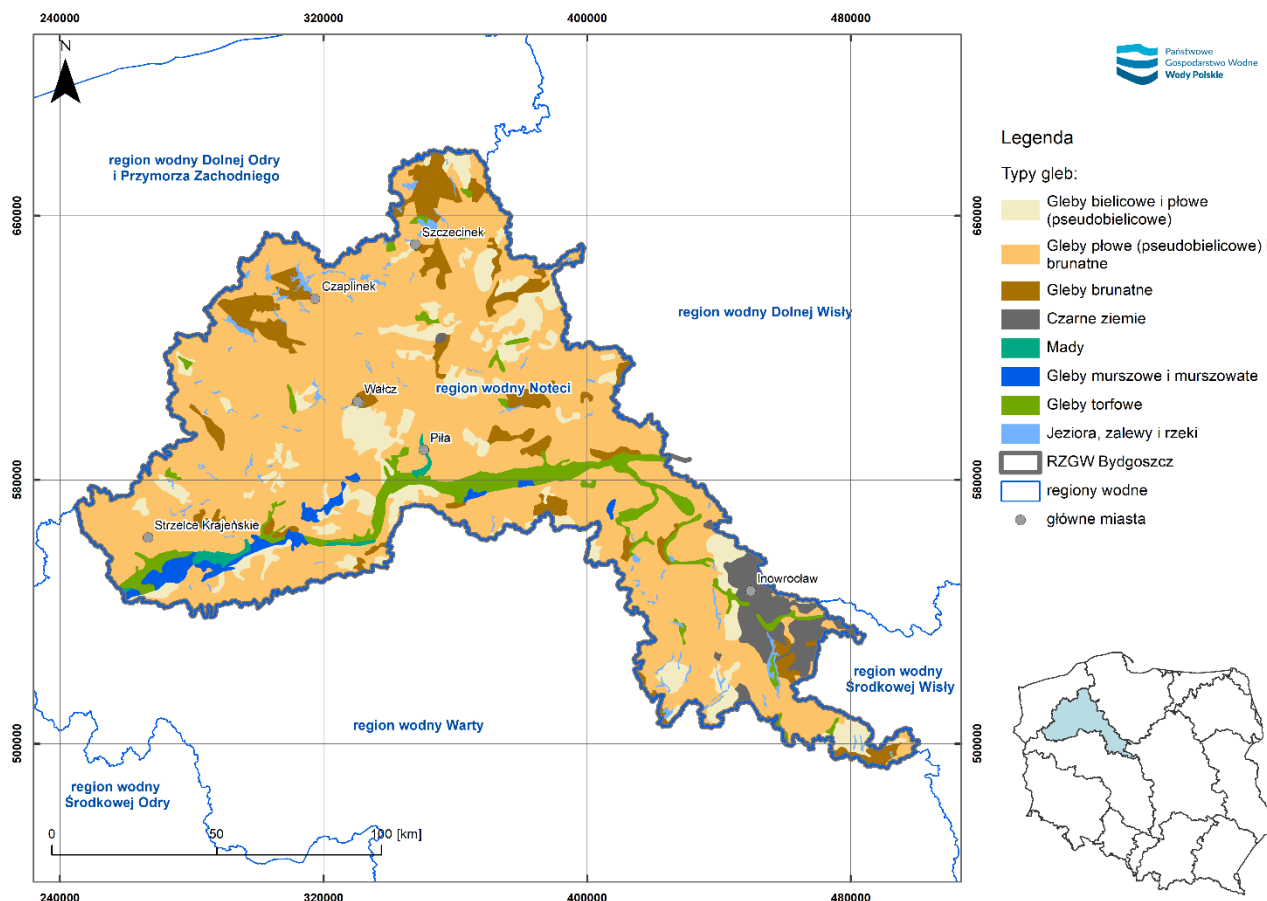 240000
320000
400000
480000
N
Państwowe
Gospodarstwo Wodne
Wody Polskie
region wodny Dolnej Odry
i Przymorza Zachodniego
660000
660000
Szczecinek
Czaplinek
region wodny Dolnej Wisły
Wałcz
region wodny Noteci
Piła
580000
580000
Strzelce Krajeńskie
Inowrocław
region wodny
Środkowej Wisły
region wodny Warty
500000
500000
region wodny
Środkowej Odry
0
50
100 [km]
240000
320000
400000
480000
Legenda
Typy gleb:
Gleby bielicowe i płowe
(pseudobielicowe)
Gleby płowe (pseudobielicowe) i
brunatne
Gleby brunatne
Czarne ziemie
Mady
Gleby murszowe i murszowate
Gleby torfowe
Jeziora, zalewy i rzeki
RZGW Bydgoszcz
regiony wodne
główne miasta